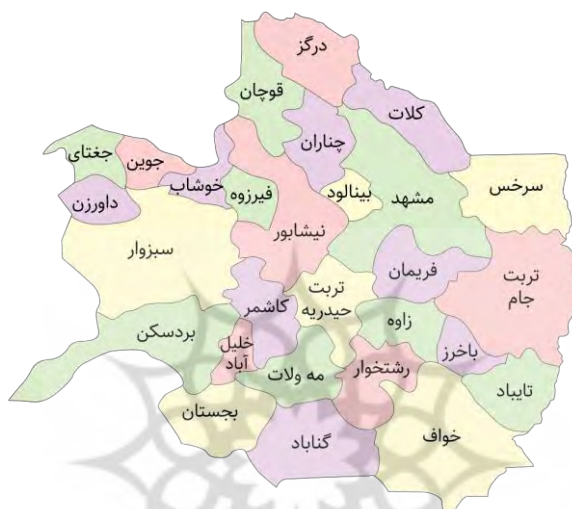 درگز
قوچان
کلات
چناران
جغتای
جوین
خوشاب
فیروزه
بینالود
مشهد
سرخس
داورزن
نیشابور
سبزوار
فریمان
تربت
جام
تربت
حیدریه
کاشمر
زاوه
باخرز
بردسکن
خلیل
آباد
مه ولات
رشتخوار
تایباد
بجستان
گناباد
خواف